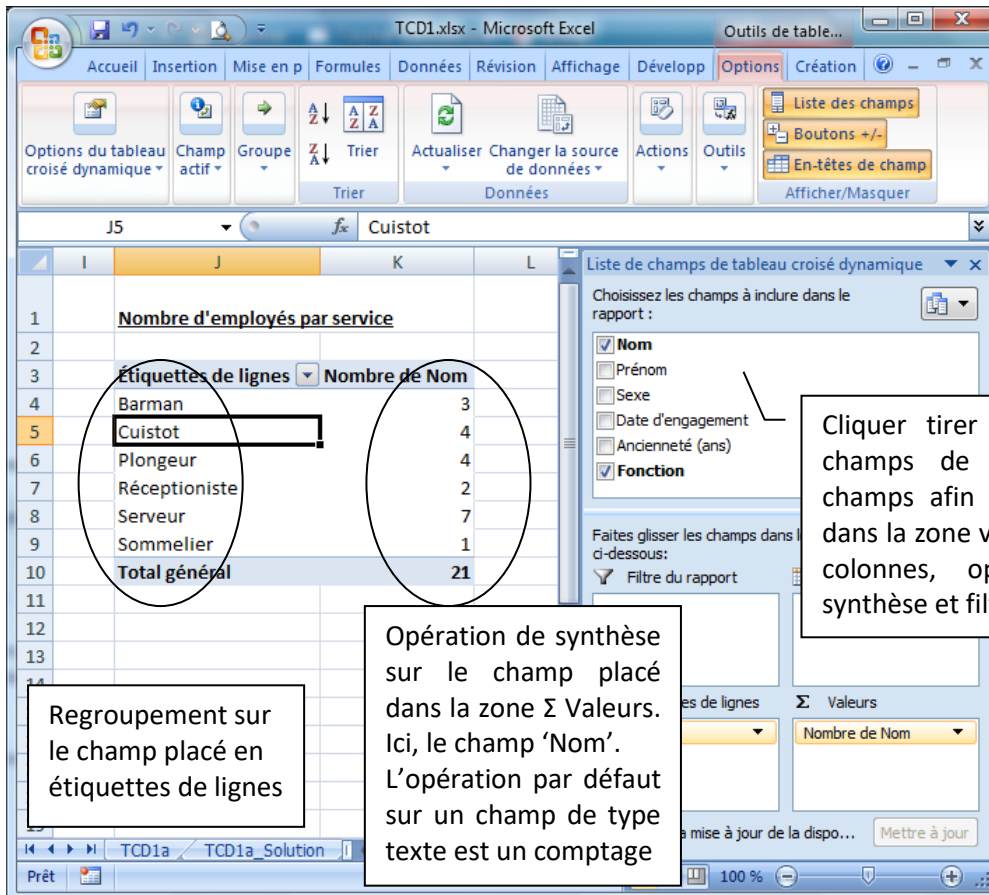 TCD1.xlsx - Microsoft Excel
Outils de table...
Accueil Insertion Mise en p Formules Données Révision Affichage Développ Options Création
Options du tableau croisé dynamique
Champ actif
Groupe
Trier
Trier
Actualiser
Changer la source de données
Données
Actions
Outils
Liste des champs
Boutons +/-
En-têtes de champ
Afficher/Masquer
J5
fx Cuistot
I J K L
1 Nombre d'employés par service
2
3 Étiquettes de lignes Nombre de Nom
4 Barman 3
5 Cuistot 4
6 Plongeur 4
7 Réceptioniste 2
8 Serveur 7
9 Sommelier 1
10 Total général 21
11
12
13
Liste de champs de tableau croisé dynamique
Choisissez les champs à inclure dans le
rapport :
Nom
Prénom
Sexe
Date d'engagement
Ancienneté (ans)
Fonction
Cliquer tirer
champs de
champs afin
dans la zone
colonnes,
synthèse et
Faites glisser les champs dans
ci-dessous:
Filtre du rapport
de lignes
Σ Valeurs
Nombre de Nom
Regroupement sur
le champ placé en
étiquettes de lignes
Opération de synthèse
sur le champ placé
dans la zone Σ Valeurs.
Ici, le champ ‘Nom’.
L’opération par défaut
sur un champ de type
texte est un comptage
mise à jour de la dispo...
Mettre à jour
TCD1a TCD1a_Solution
Prêt
100 %